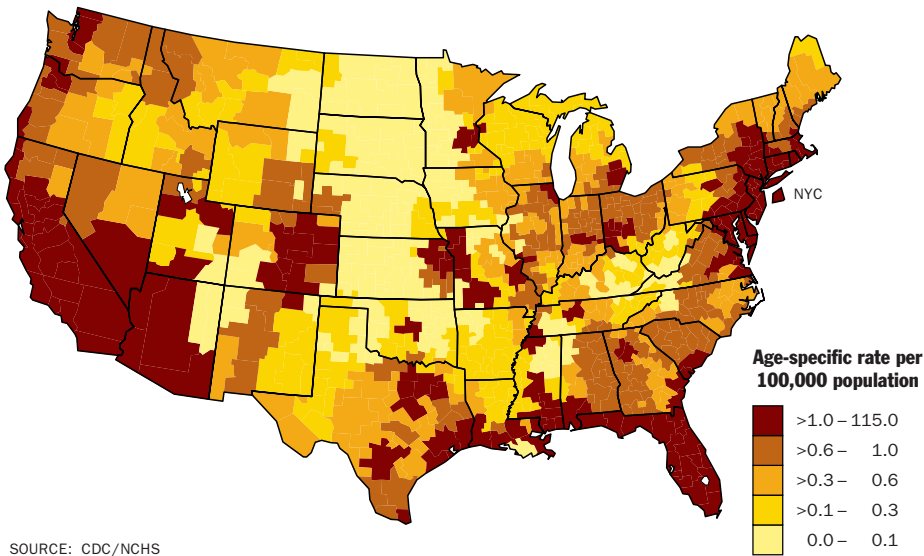 NYC
Age-specific rate per
100,000 population
>1.0 – 115.0
>0.6 – 1.0
>0.3 – 0.6
>0.1 – 0.3
0.0 – 0.1
SOURCE: CDC/NCHS